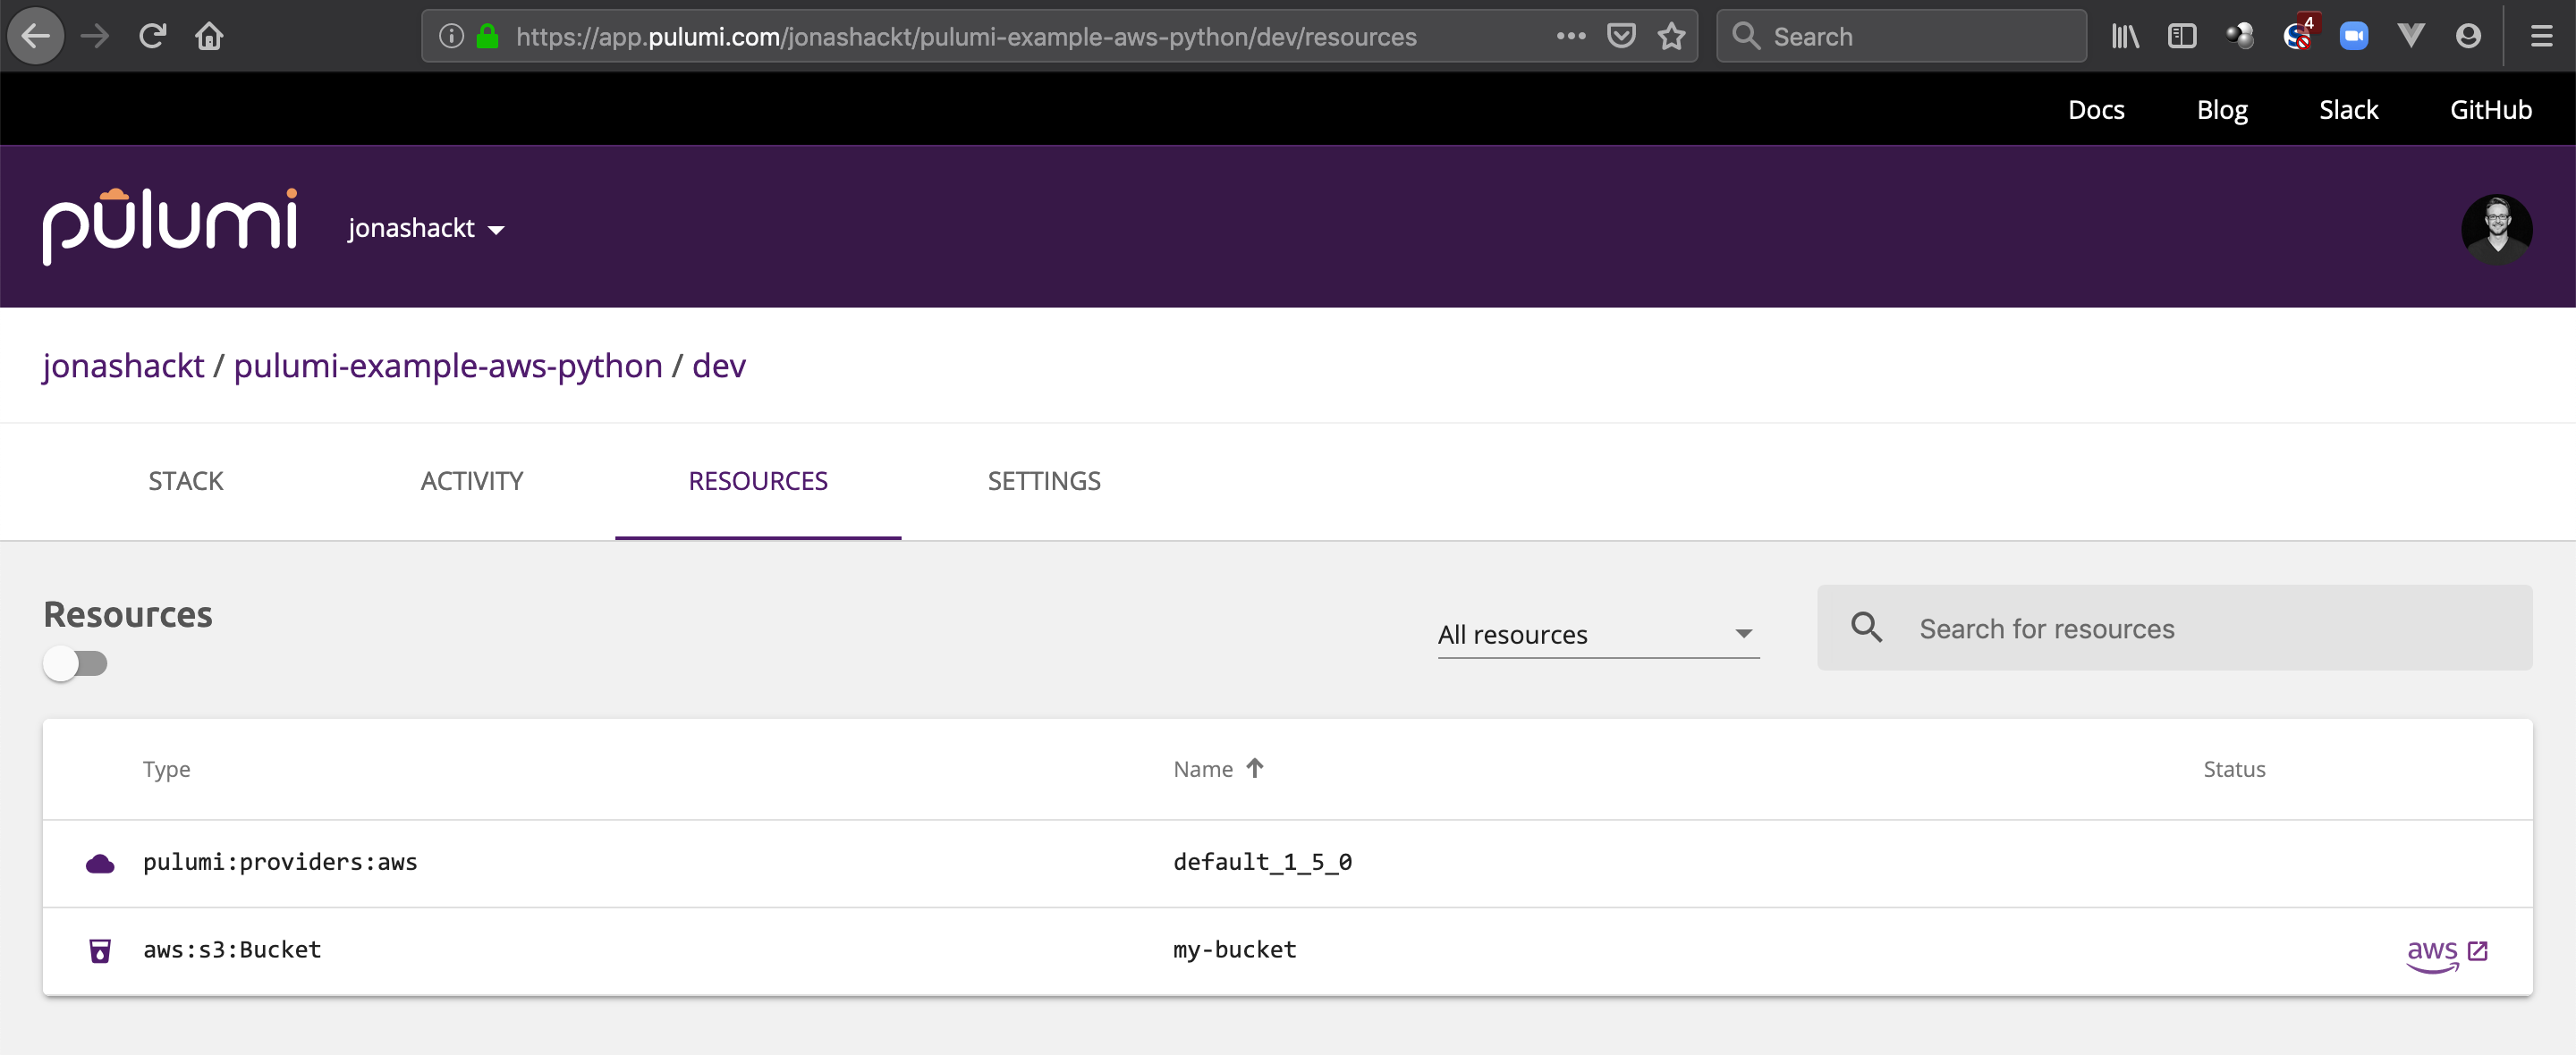 https://app.pulumi.com/jonashackt/pulumi-example-aws-python/dev/resources
Search
4
Docs Blog Slack GitHub
pulumi jonashackt
jonashackt / pulumi-example-aws-python / dev
STACK ACTIVITY RESOURCES SETTINGS
Resources
All resources
Search for resources
Type Name Status
pulumi:providers:aws default_1_5_0
aws:s3:Bucket my-bucket aws